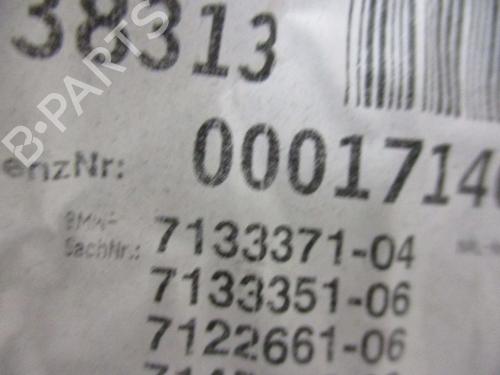 38313
B-PARTS
enzNr: 0001714
BMW-
SachNr.: 7133371-04
7133351-06
7122661-06